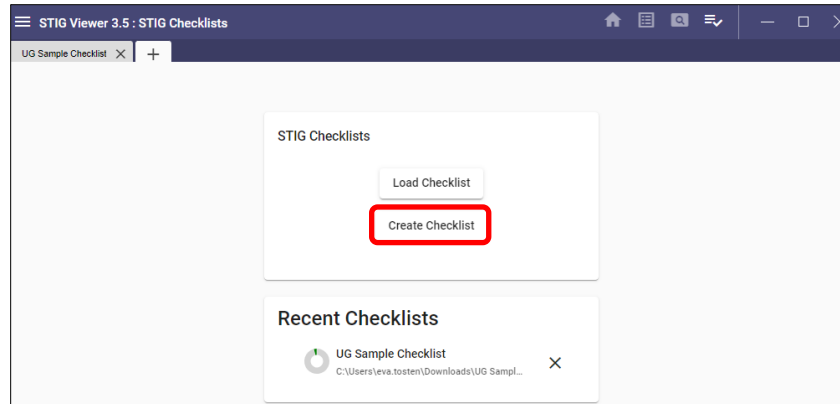 STIG Viewer 3.5 : STIG Checklists
UG Sample Checklist
STIG Checklists
Load Checklist
Create Checklist
Recent Checklists
UG Sample Checklist
C:\Users\eva.tosten\Downloads\UG Sampl...